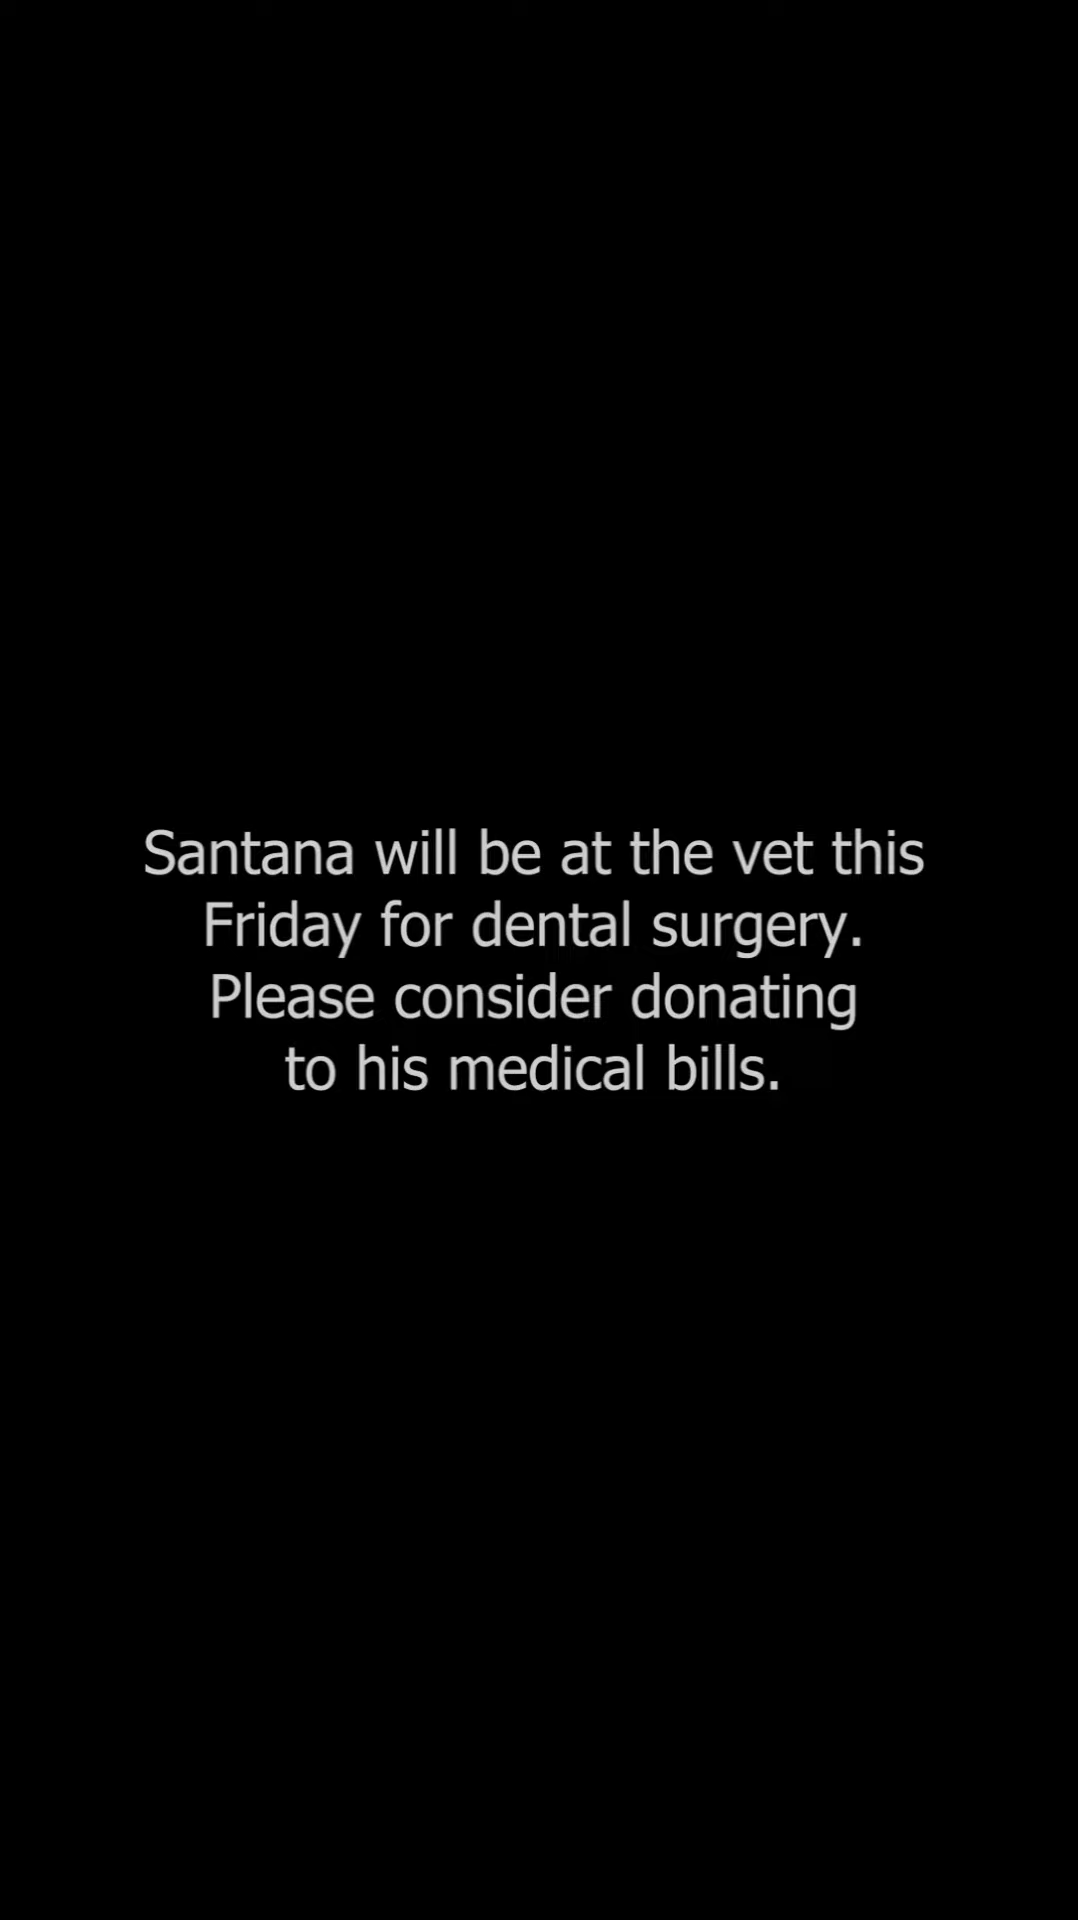 Santana will be at the vet this
Friday for dental surgery.
Please consider donating
to his medical bills.